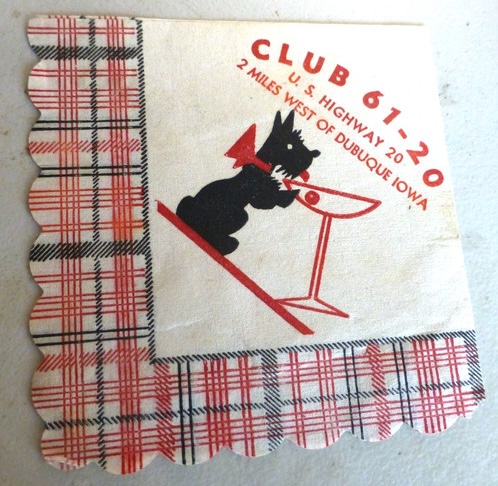 CLUB 61-20
U. S. HIGHWAY 20
2 MILES WEST OF DUBUQUE IOWA